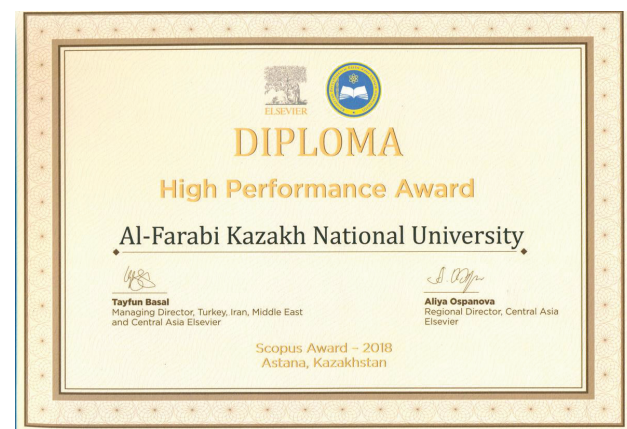 ELSEVIER
DIPLOMA
High Performance Award
Al-Farabi Kazakh National University
Tayfun Basal
Managing Director, Turkey, Iran, Middle East
and Central Asia Elsevier
Aliya Ospanova
Regional Director, Central Asia
Elsevier
Scopus Award – 2018
Astana, Kazakhstan